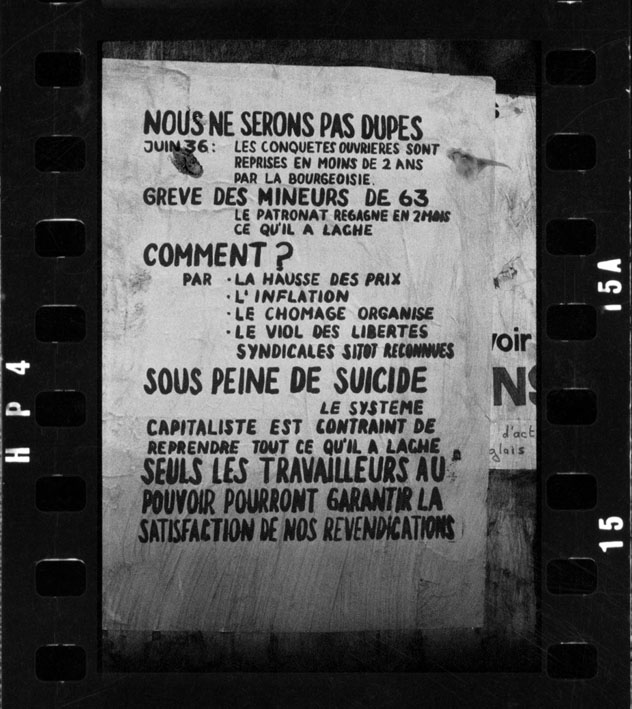 NOUS NE SERONS PAS DUPES
JUIN 36: LES CONQUETES OUVRIERES SONT
REPRISES EN MOINS DE 2 ANS
PAR LA BOURGEOISIE.
GREVE DES MINEURS DE 63
LE PATRONAT REGAGNE EN 2 MOIS
CE QU'IL A LACHE
COMMENT ?
PAR · LA HAUSSE DES PRIX
· L'INFLATION
· LE CHOMAGE ORGANISE
· LE VIOL DES LIBERTES
SYNDICALES SITOT RECONNUES
SOUS PEINE DE SUICIDE
LE SYSTEME
CAPITALISTE EST CONTRAINT DE
REPRENDRE TOUT CE QU'IL A LACHE
SEULS LES TRAVAILLEURS AU
POUVOIR POURRONT GARANTIR LA
SATISFACTION DE NOS REVENDICATIONS
voir
NS
d'act
glais
HP4
15A
15